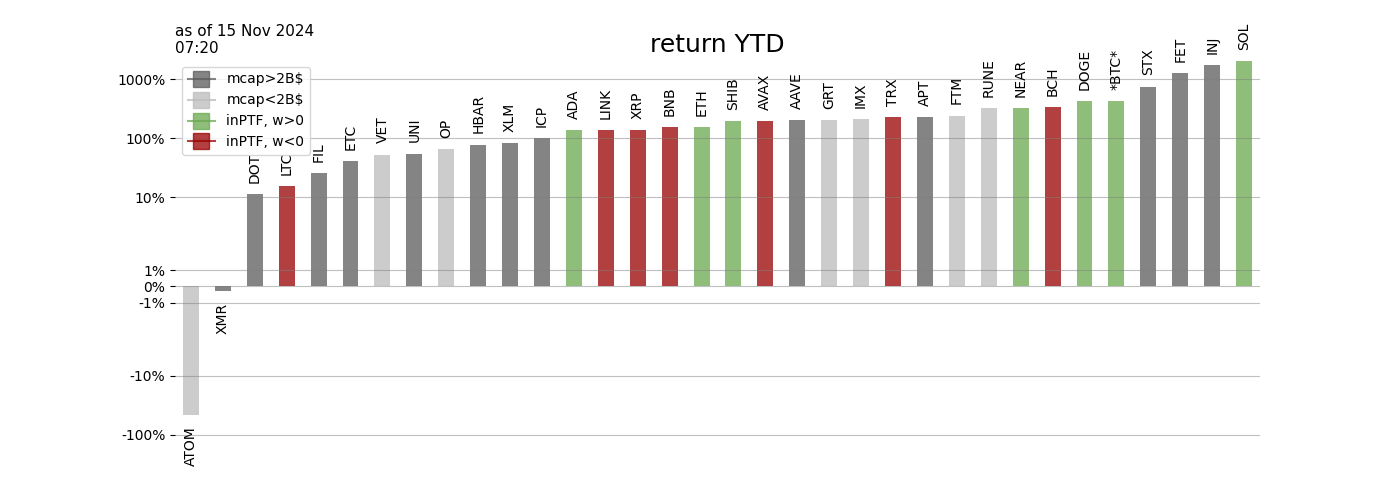 as of 15 Nov 2024
07:20
return YTD
mcap>2B$
mcap<2B$
inPTF, w>0
inPTF, w<0
1000%
100%
10%
1%
0%
-1%
-10%
-100%
ATOM
XMR
DOT
LTC
FIL
ETC
VET
UNI
OP
HBAR
XLM
ICP
ADA
LINK
XRP
BNB
ETH
SHIB
AVAX
AAVE
GRT
IMX
TRX
APT
FTM
RUNE
NEAR
BCH
DOGE
*BTC*
STX
FET
INJ
SOL